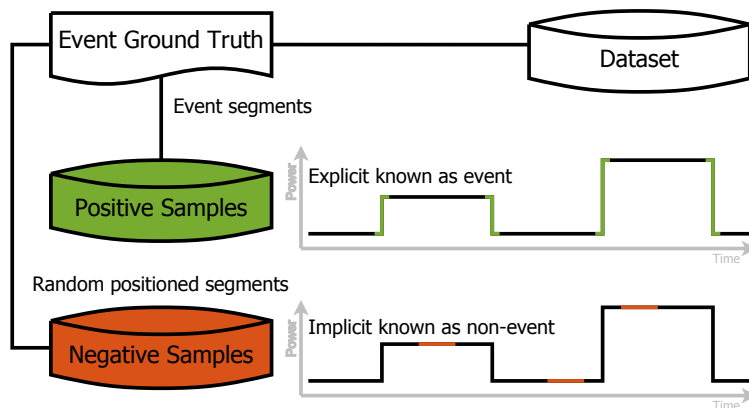 Event Ground Truth
Dataset
Event segments
Positive Samples
Power
Explicit known as event
Time
Random positioned segments
Negative Samples
Power
Implicit known as non-event
Time